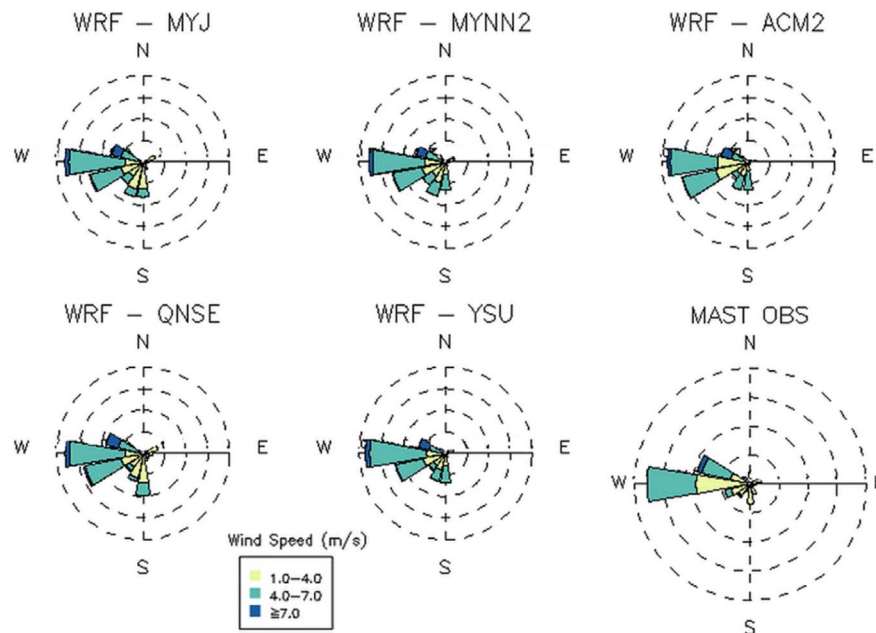 WRF – MYJ
N
W
E
S
WRF – MYNN2
N
W
E
S
WRF – ACM2
N
W
E
S
WRF – QNSE
N
W
E
S
WRF – YSU
N
W
E
S
MAST OBS
N
W
S
Wind Speed (m/s)
1.0–4.0
4.0–7.0
≧7.0